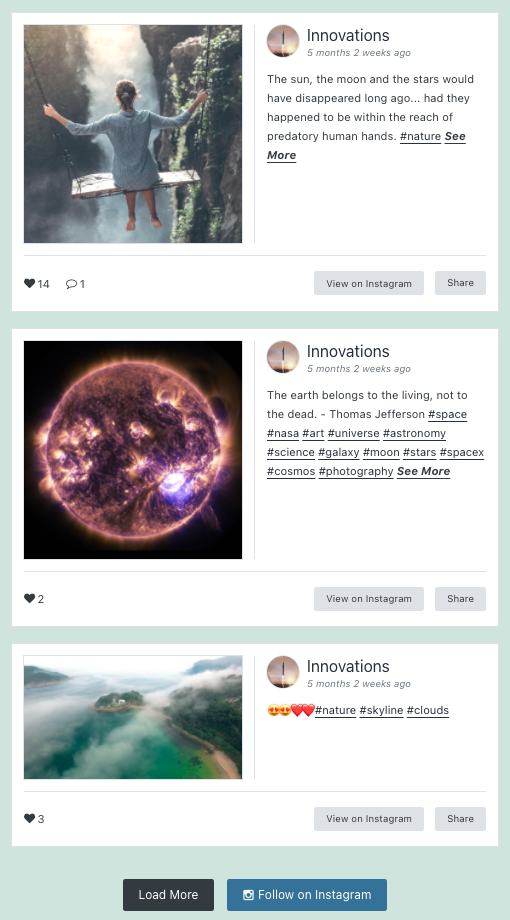 Innovations
5 months 2 weeks ago
The sun, the moon and the stars would
have disappeared long ago... had they
happened to be within the reach of
predatory human hands. #nature See
More
14 1
View on Instagram Share
Innovations
5 months 2 weeks ago
The earth belongs to the living, not to
the dead. - Thomas Jefferson #space
#nasa #art #universe #astronomy
#science #galaxy #moon #stars #spacex
#cosmos #photography See More
2
View on Instagram Share
Innovations
5 months 2 weeks ago
😍😍❤️❤️#nature #skyline #clouds
3
View on Instagram Share
Load More Follow on Instagram